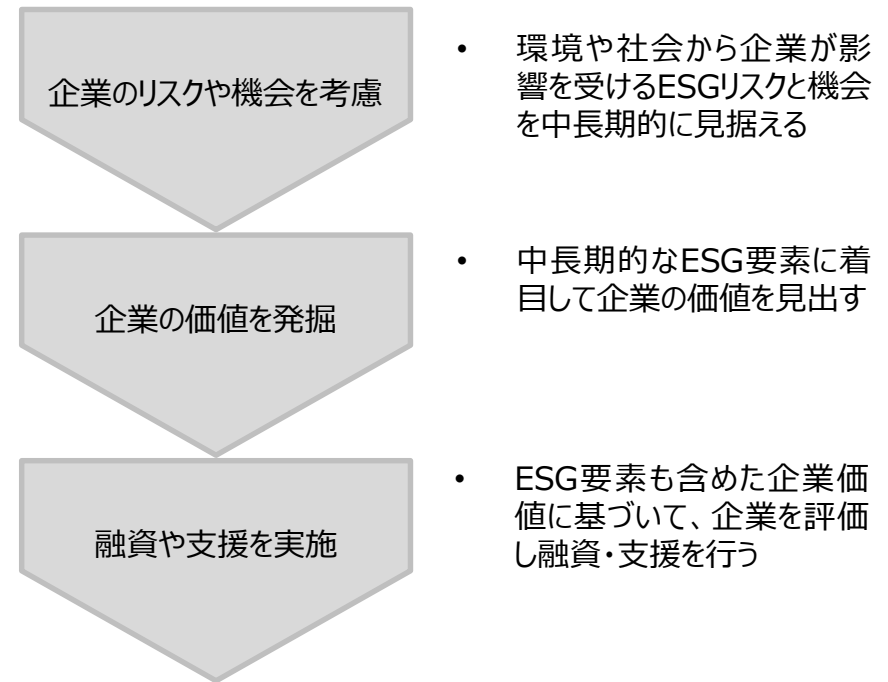 企業のリスクや機会を考慮
• 環境や社会から企業が影
響を受けるESGリスクと機会
を中長期的に見据える
企業の価値を発掘
• 中長期的なESG要素に着
目して企業の価値を見出す
融資や支援を実施
• ESG要素も含めた企業価
値に基づいて、企業を評価
し融資・支援を行う